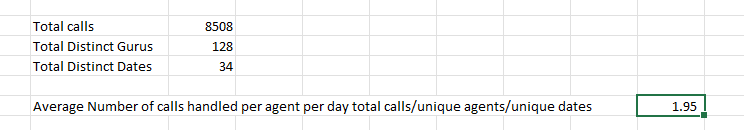 Total calls 8508
Total Distinct Gurus 128
Total Distinct Dates 34
Average Number of calls handled per agent per day total calls/unique agents/unique dates 1.95